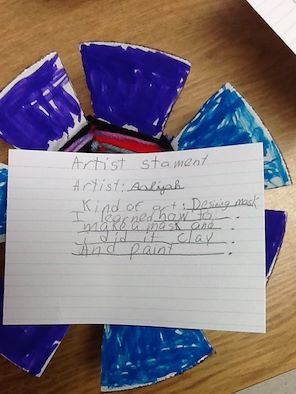 Artist stament
Artist: Aalijah
Kind of art: Desing mask
I learned how to
make a mask and
i did it clay
And paint